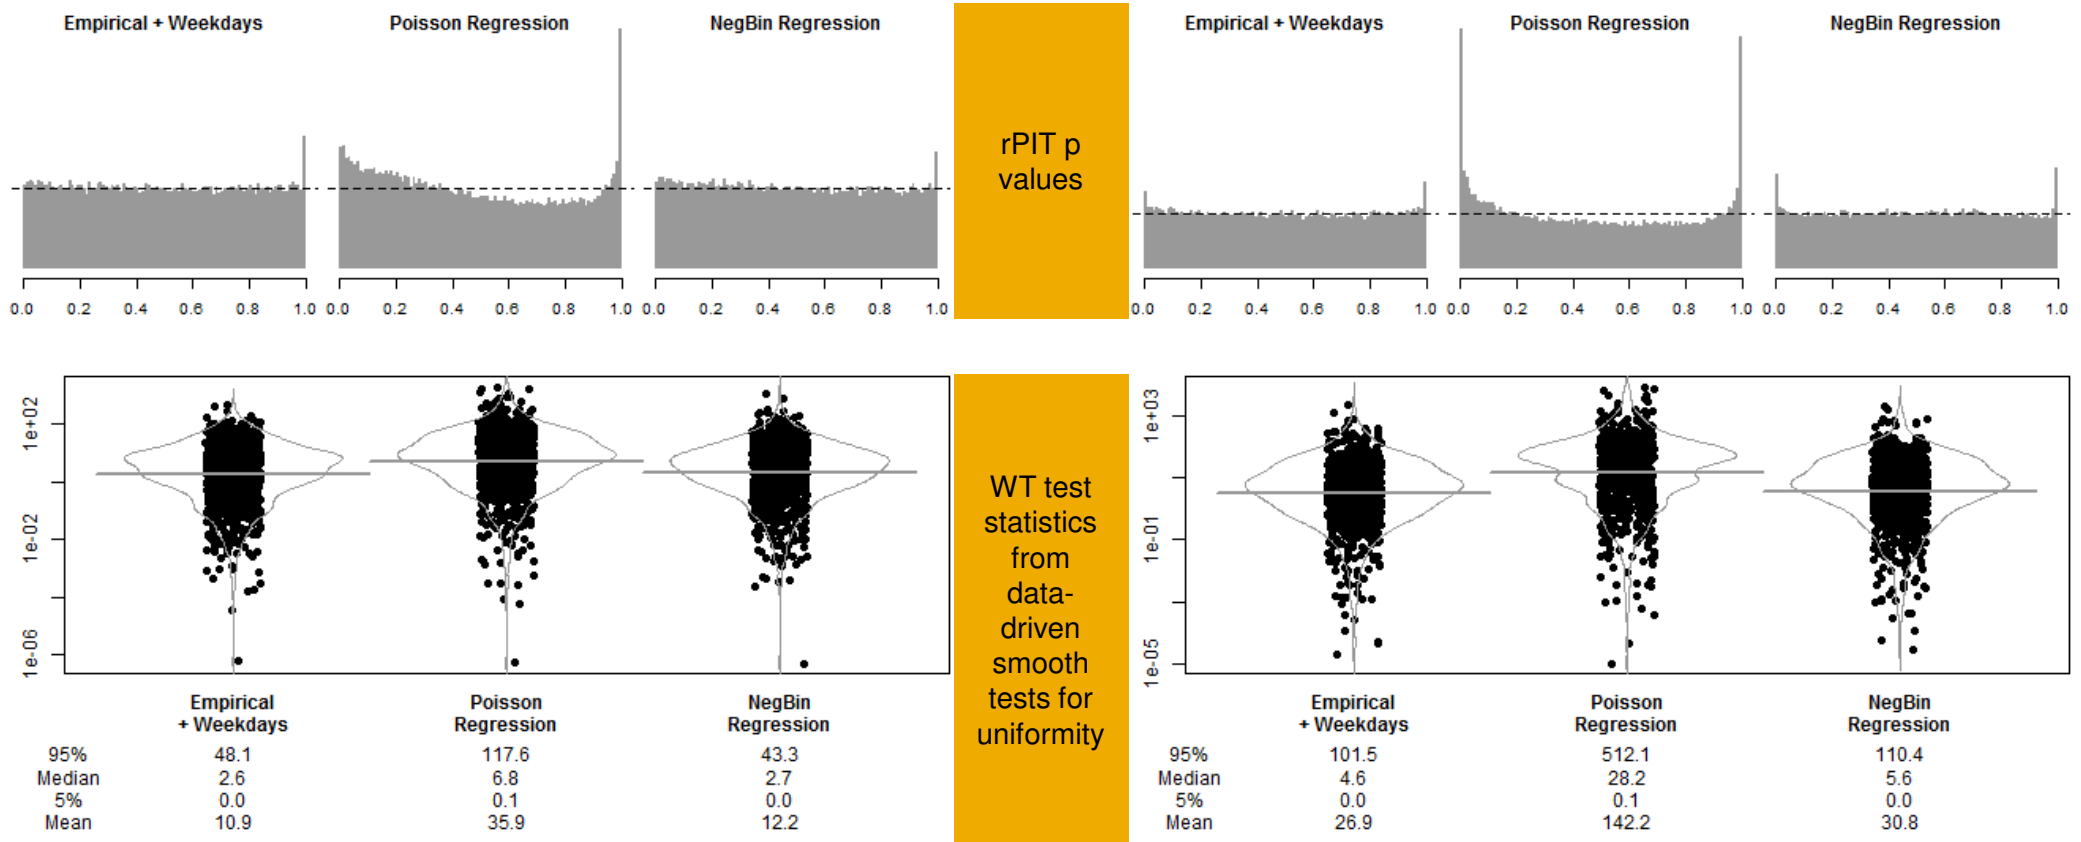 Empirical + Weekdays
Poisson Regression
NegBin Regression
0.0 0.2 0.4 0.6 0.8 1.0
0.0 0.2 0.4 0.6 0.8 1.0
0.0 0.2 0.4 0.6 0.8 1.0
rPIT p
values
Empirical + Weekdays
Poisson Regression
NegBin Regression
0.0 0.2 0.4 0.6 0.8 1.0
0.0 0.2 0.4 0.6 0.8 1.0
0.0 0.2 0.4 0.6 0.8 1.0
1e+02
1e-02
1e-06
Empirical
+ Weekdays
Poisson
Regression
NegBin
Regression
95% 48.1 117.6 43.3
Median 2.6 6.8 2.7
5% 0.0 0.1 0.0
Mean 10.9 35.9 12.2
WT test
statistics
from
data-
driven
smooth
tests for
uniformity
1e+03
1e-01
1e-05
Empirical
+ Weekdays
Poisson
Regression
NegBin
Regression
95% 101.5 512.1 110.4
Median 4.6 28.2 5.6
5% 0.0 0.1 0.0
Mean 26.9 142.2 30.8